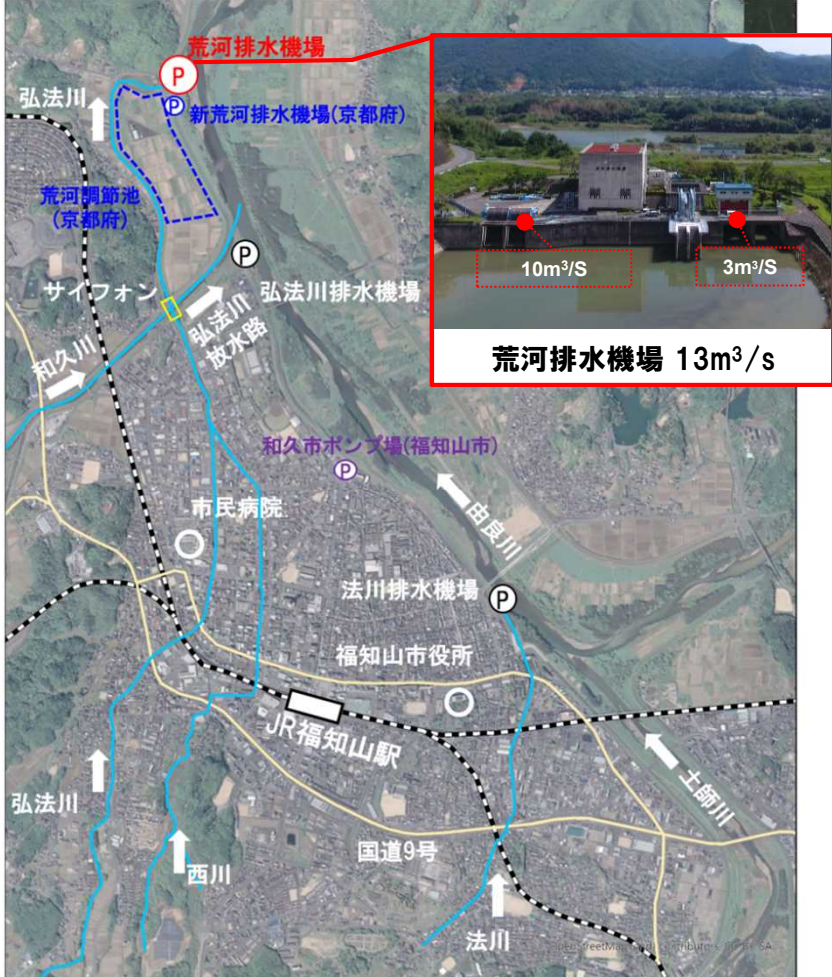 荒河排水機場
P
弘法川
P
新荒河排水機場(京都府)
荒河調節池
(京都府)
10m³/S
3m³/S
荒河排水機場 13m³/s
P
サイフォン
弘法川排水機場
弘法川
放水路
和久川
和久市ポンプ場(福知山市)
P
市民病院
由良川
法川排水機場
P
福知山市役所
JR福知山駅
土師川
弘法川
国道9号
西川
法川